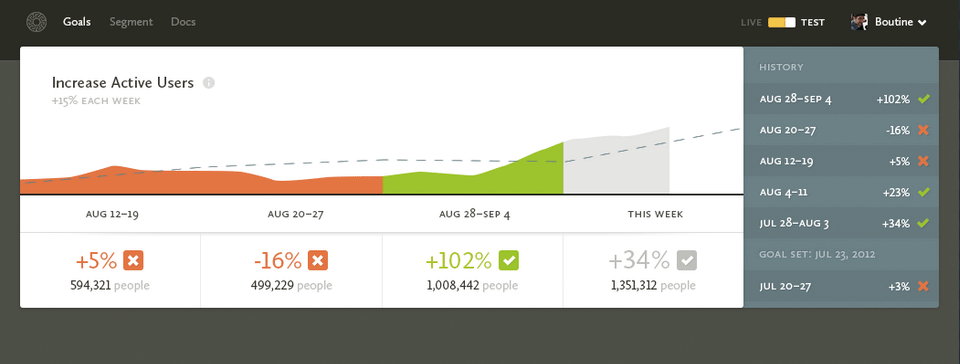 Goals Segment Docs LIVE TEST Boutine
Increase Active Users i
+15% EACH WEEK
AUG 12–19 AUG 20–27 AUG 28–SEP 4 THIS WEEK
+5% -16% +102% +34%
594,321 people 499,229 people 1,008,442 people 1,351,312 people
HISTORY
AUG 28–SEP 4 +102%
AUG 20–27 -16%
AUG 12–19 +5%
AUG 4–11 +23%
JUL 28–AUG 3 +34%
GOAL SET: JUL 23, 2012
JUL 20–27 +3%